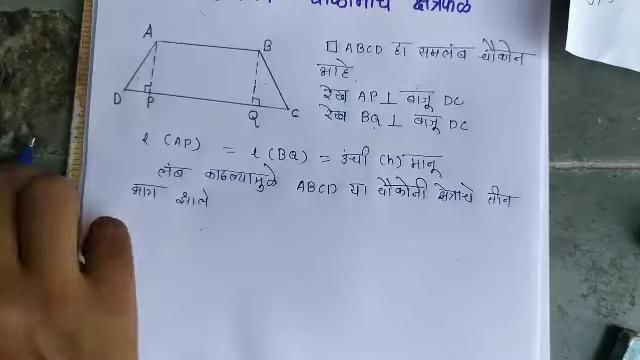 चौकोनाचे क्षेत्रफळ
A
B
D
P
Q
C
□ ABCD हा समलंब चौकोन
आहे.
रेख AP ⊥ बाजू DC
रेख BQ ⊥ बाजू DC
l (AP) = l (BQ) = उंची (h) मानू
लंब काढल्यामुळे ABCD या चौकोनी क्षेत्राचे तीन
भाग झाले